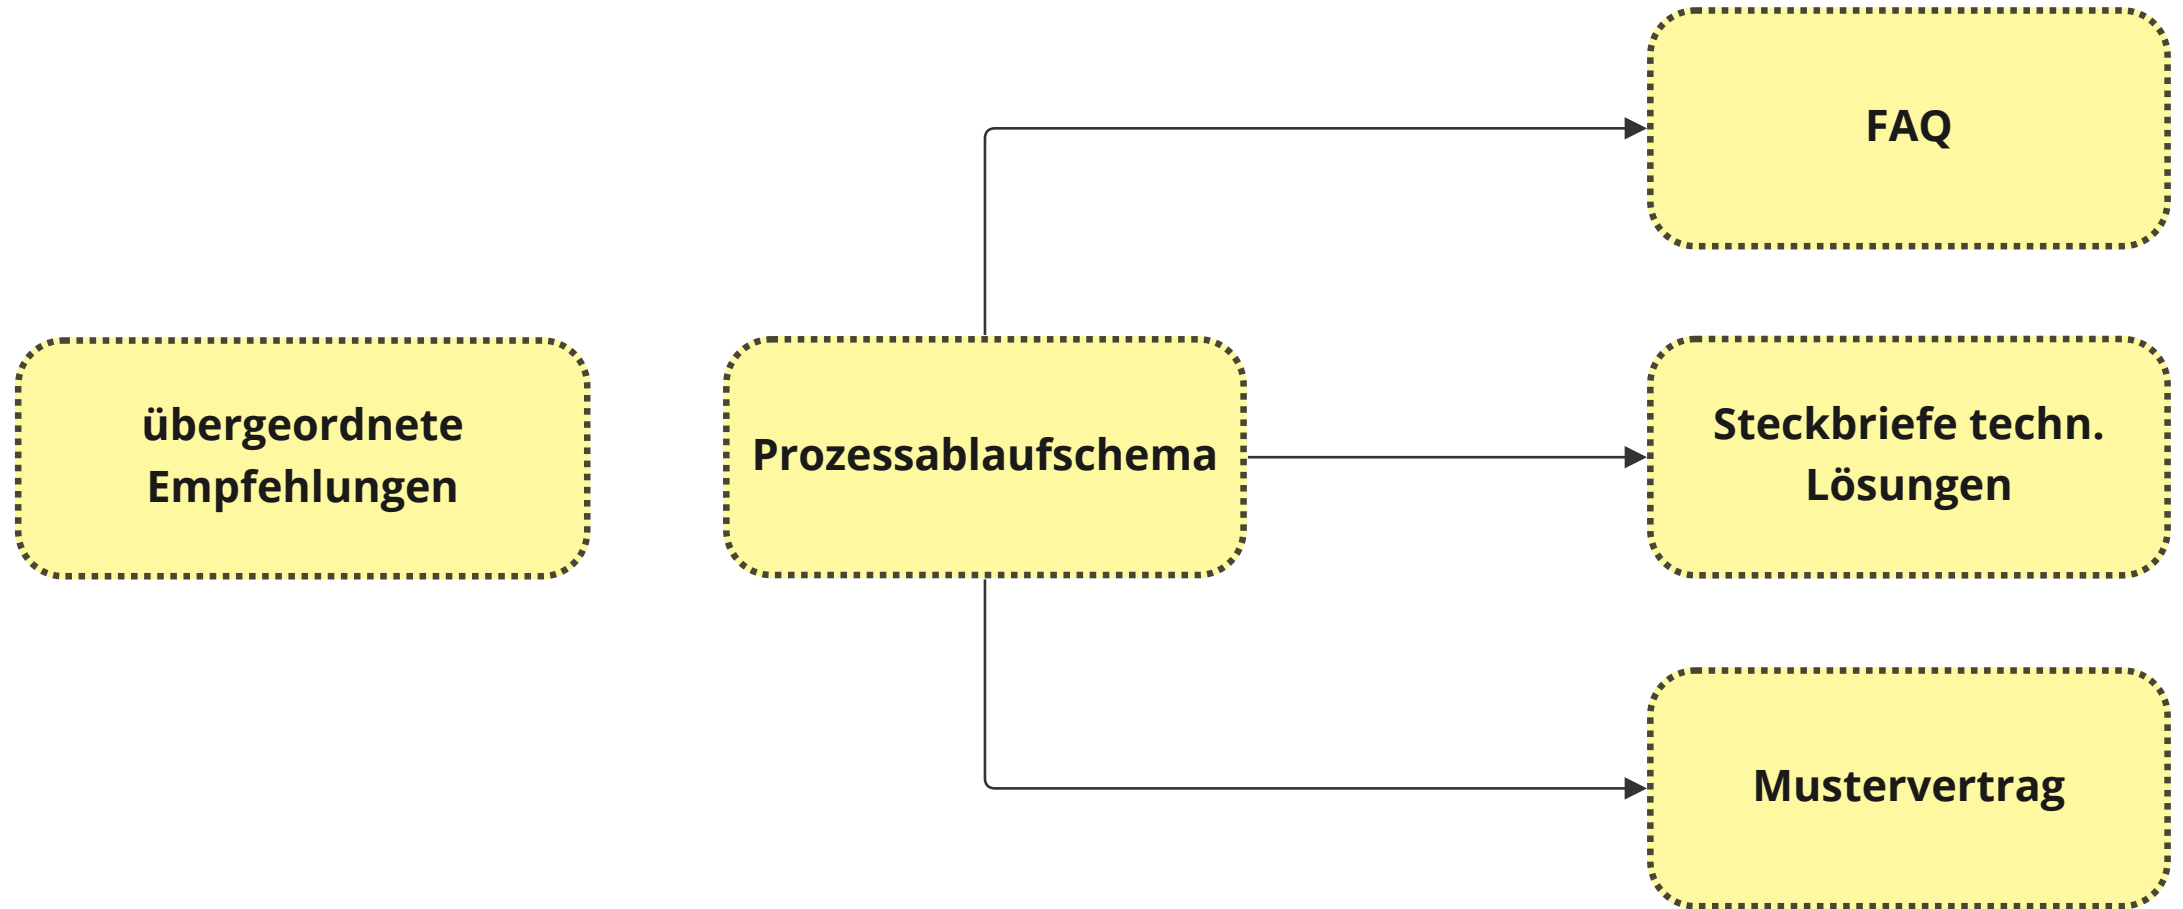 FAQ
übergeordnete
Empfehlungen
Prozessablaufschema
Steckbriefe techn.
Lösungen
Mustervertrag